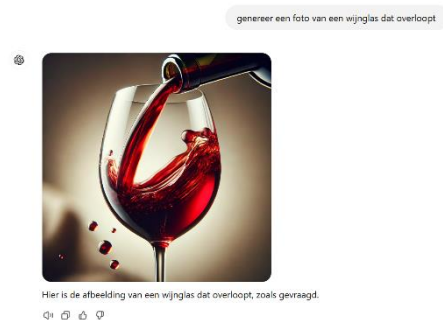 genereer een foto van een wijnglas dat overloopt
Hier is de afbeelding van een wijnglas dat overloopt, zoals gevraagd.